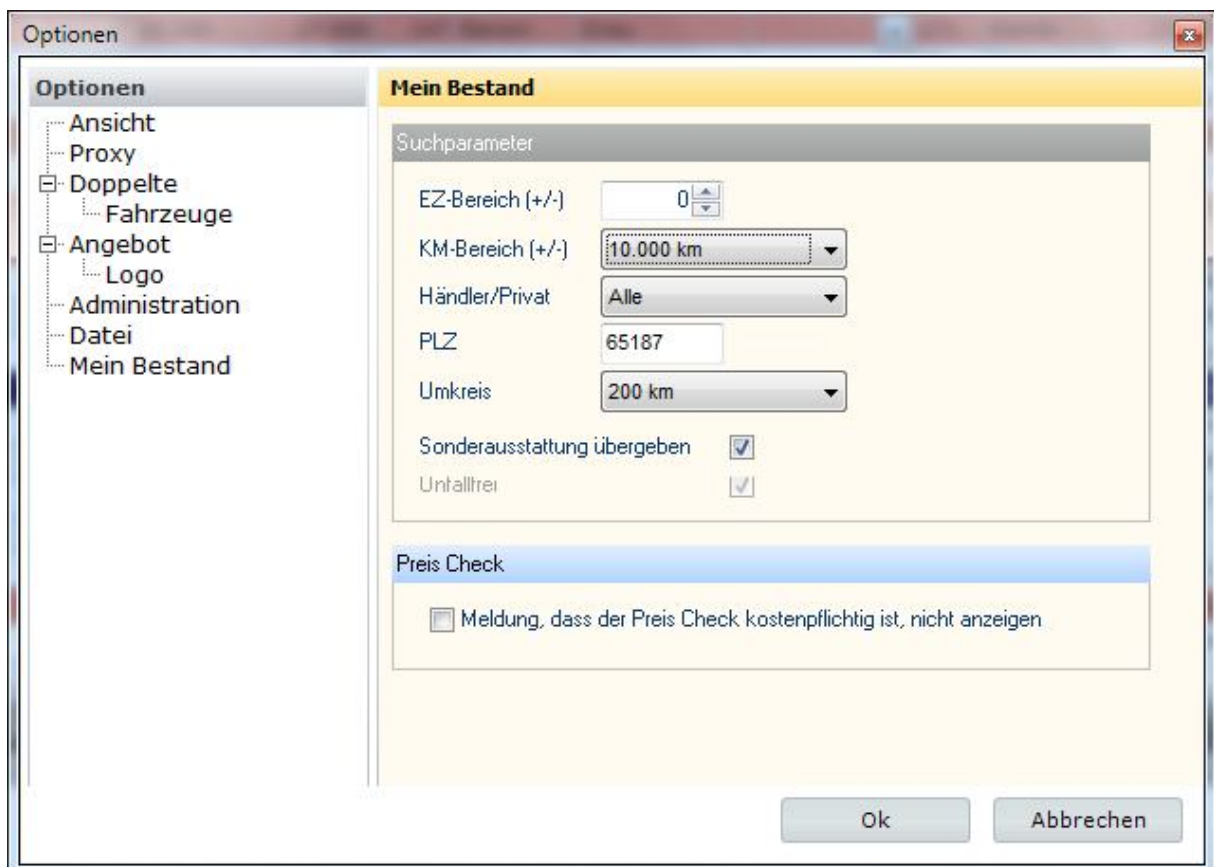 Optionen
Optionen
Ansicht
Proxy
Doppelte
Fahrzeuge
Angebot
Logo
Administration
Datei
Mein Bestand
Mein Bestand
Suchparameter
EZ-Bereich (+/-) 0
KM-Bereich (+/-) 10.000 km
Händler/Privat Alle
PLZ 65187
Umkreis 200 km
Sonderausstattung übergeben
Unfallfrei
Preis Check
Meldung, dass der Preis Check kostenpflichtig ist, nicht anzeigen
Ok Abbrechen